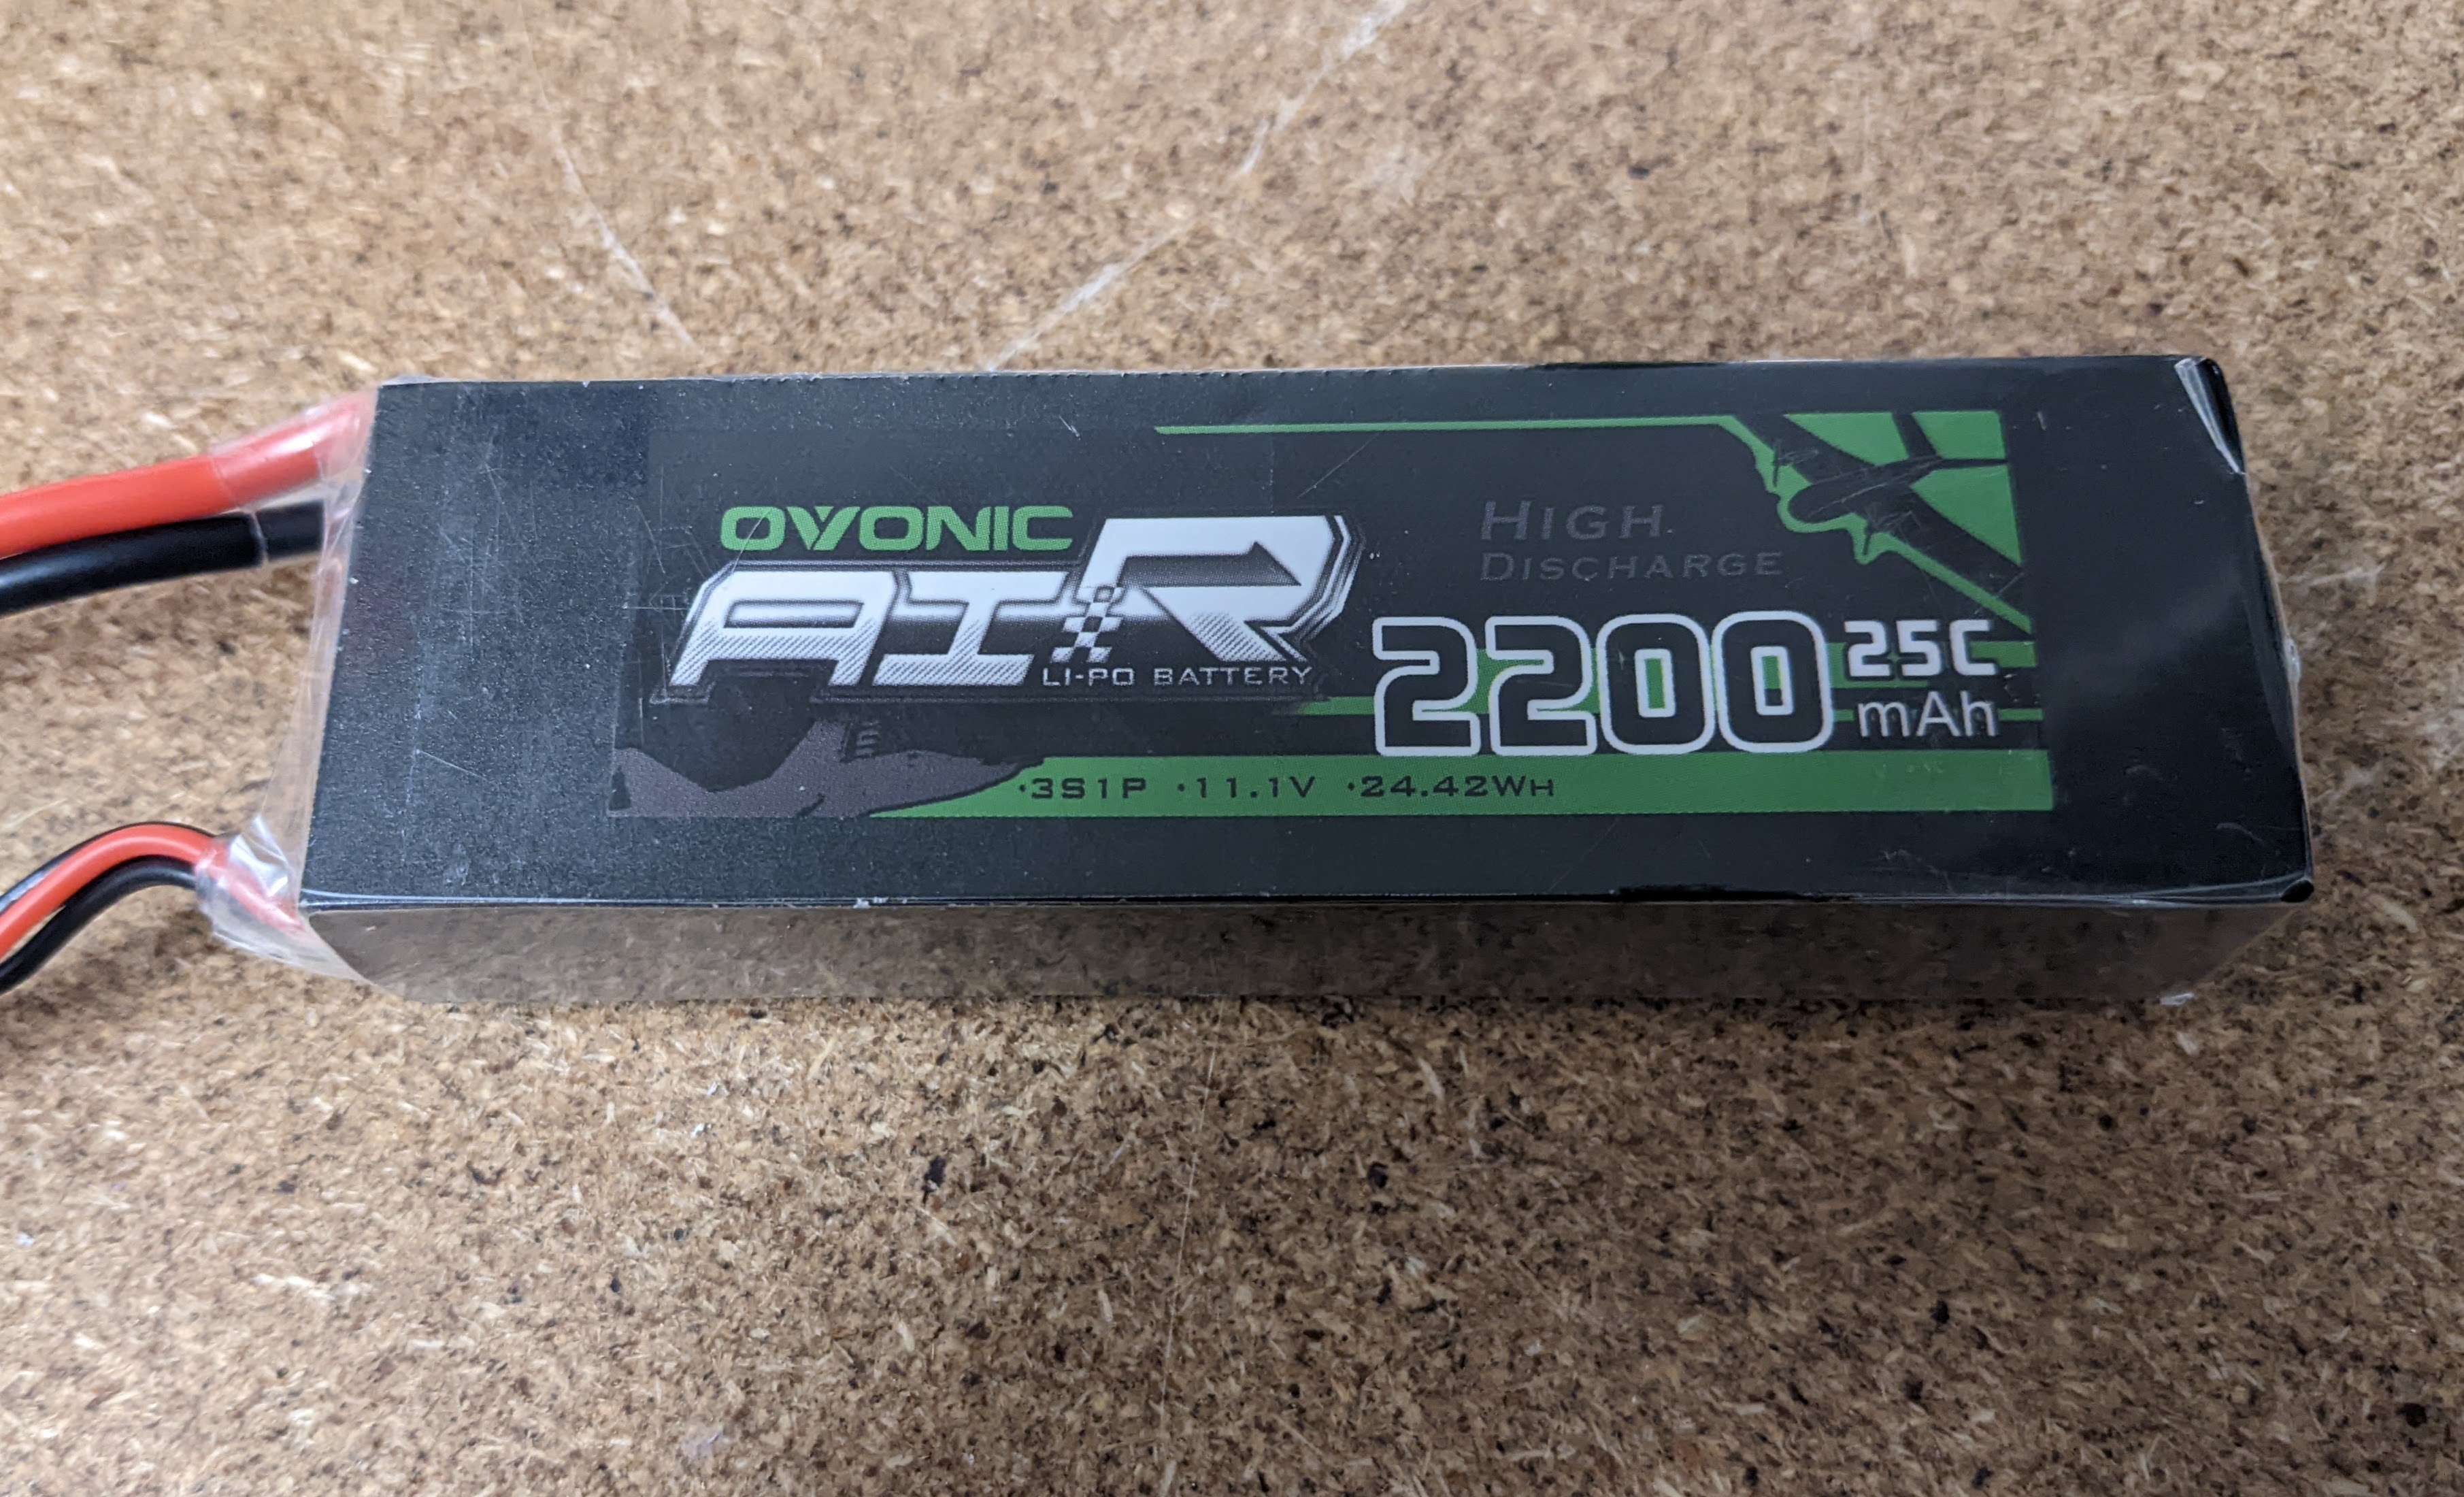 OVONIC
AIR
LI-PO BATTERY
HIGH
DISCHARGE
2200 25C
mAh
·3S1P ·11.1V ·24.42WH